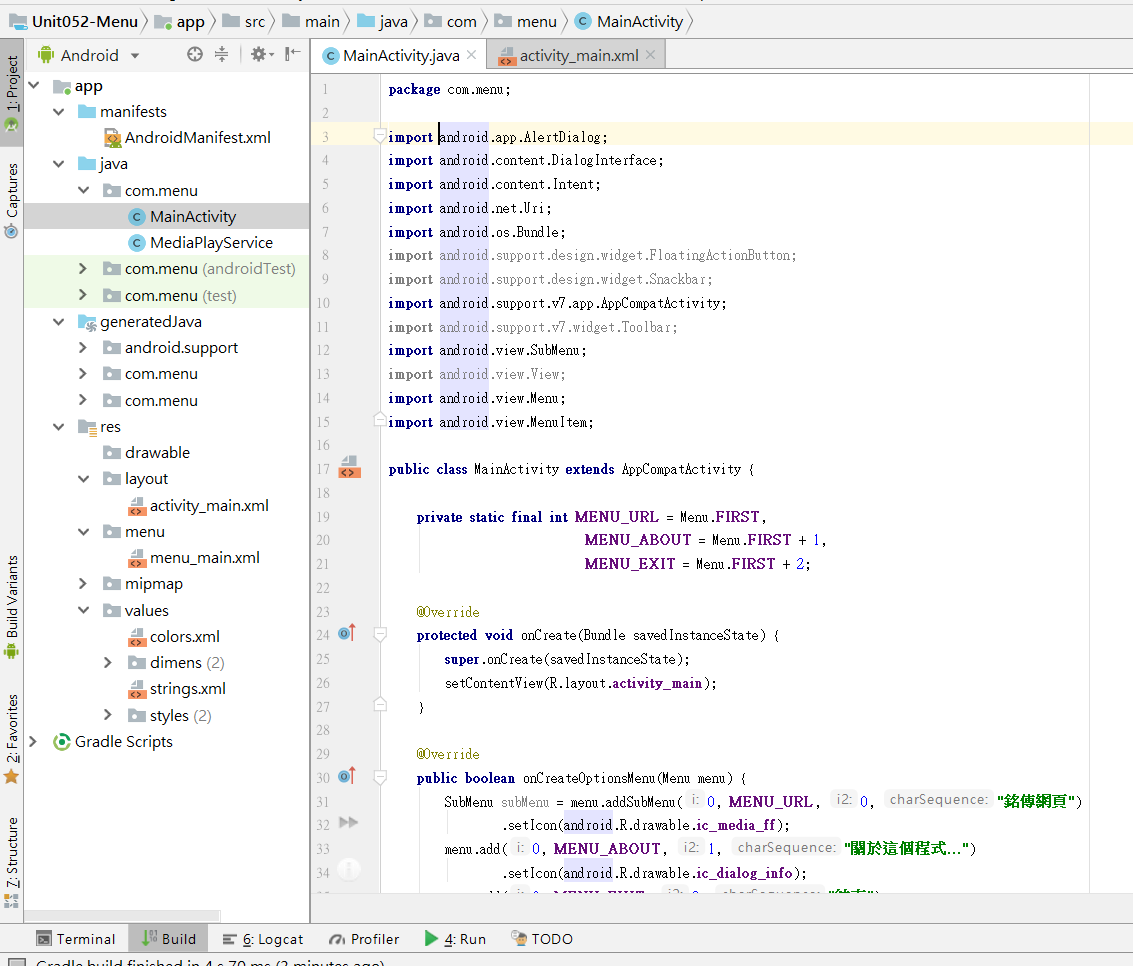 Unit052-Menu app src main java com menu MainActivity
Android
MainActivity.java activity_main.xml
1: Project
Captures
Build Variants
2: Favorites
7: Structure
app
manifests
AndroidManifest.xml
java
com.menu
MainActivity
MediaPlayService
com.menu (androidTest)
com.menu (test)
generatedJava
android.support
com.menu
com.menu
res
drawable
layout
activity_main.xml
menu
menu_main.xml
mipmap
values
colors.xml
dimens (2)
strings.xml
styles (2)
Gradle Scripts
1 package com.menu;
2
3 import android.app.AlertDialog;
4 import android.content.DialogInterface;
5 import android.content.Intent;
6 import android.net.Uri;
7 import android.os.Bundle;
8 import android.support.design.widget.FloatingActionButton;
9 import android.support.design.widget.Snackbar;
10 import android.support.v7.app.AppCompatActivity;
11 import android.support.v7.widget.Toolbar;
12 import android.view.SubMenu;
13 import android.view.View;
14 import android.view.Menu;
15 import android.view.MenuItem;
16
17 public class MainActivity extends AppCompatActivity {
18
19 private static final int MENU_URL = Menu.FIRST,
20 MENU_ABOUT = Menu.FIRST + 1,
21 MENU_EXIT = Menu.FIRST + 2;
22
23 @Override
24 protected void onCreate(Bundle savedInstanceState) {
25 super.onCreate(savedInstanceState);
26 setContentView(R.layout.activity_main);
27 }
28
29 @Override
30 public boolean onCreateOptionsMenu(Menu menu) {
31 SubMenu subMenu = menu.addSubMenu( i: 0, MENU_URL, i2: 0, charSequence: "銘傳網頁")
32 .setIcon(android.R.drawable.ic_media_ff);
33 menu.add( i: 0, MENU_ABOUT, i2: 1, charSequence: "關於這個程式...")
34 .setIcon(android.R.drawable.ic_dialog_info);
Terminal Build 6: Logcat Profiler 4: Run TODO
Gradle build finished in 4 s 70 ms (3 minutes ago)